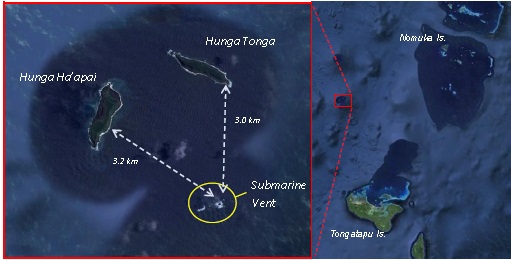 Hunga Tonga
Nomuka Is.
Hunga Ha'apai
3.0 km
3.2 km
Submarine
Vent
Tongatapu Is.